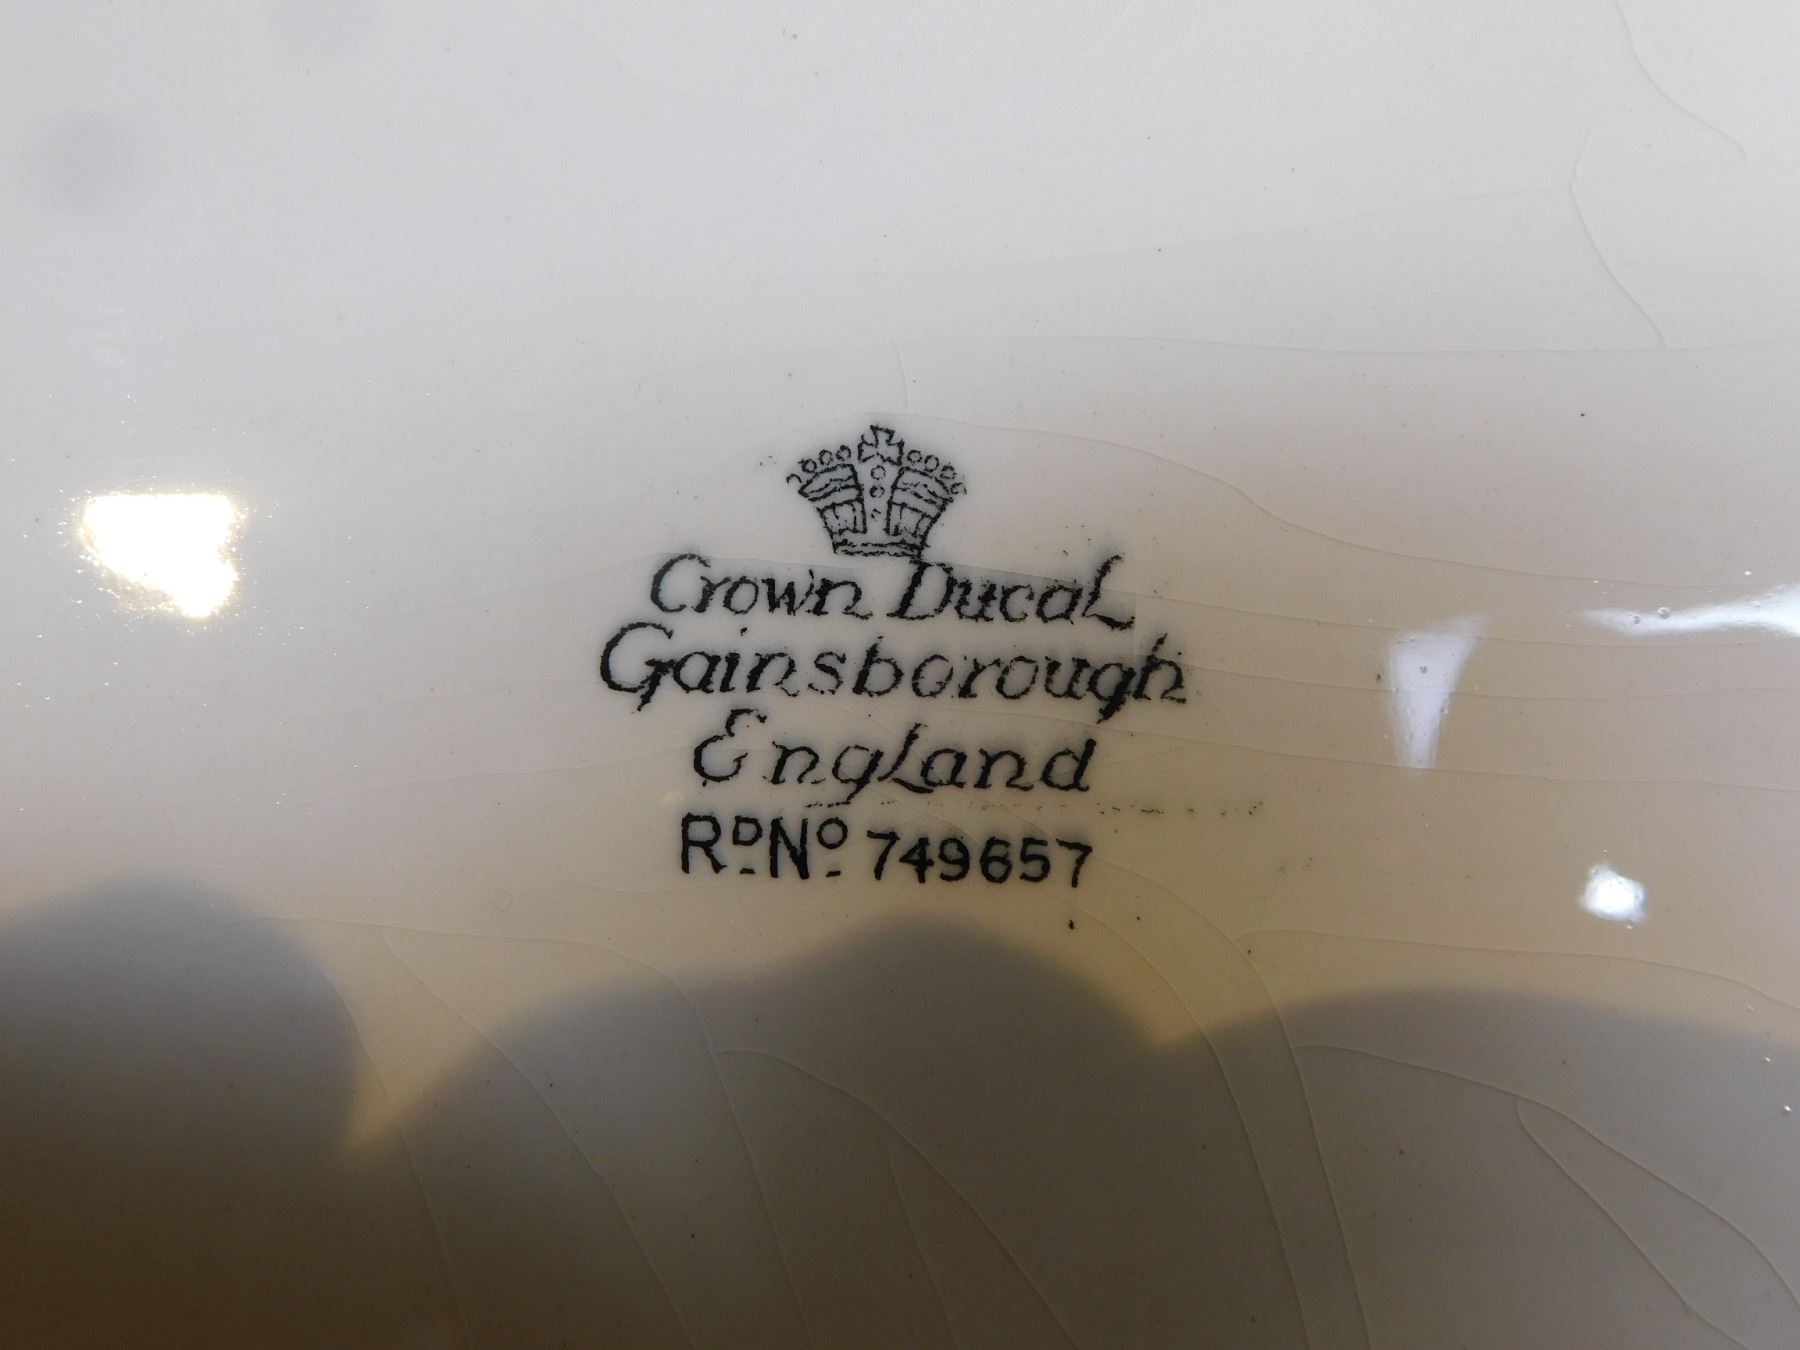 Crown Ducal
Gainsborough
England
Rᴰ Nº 749657